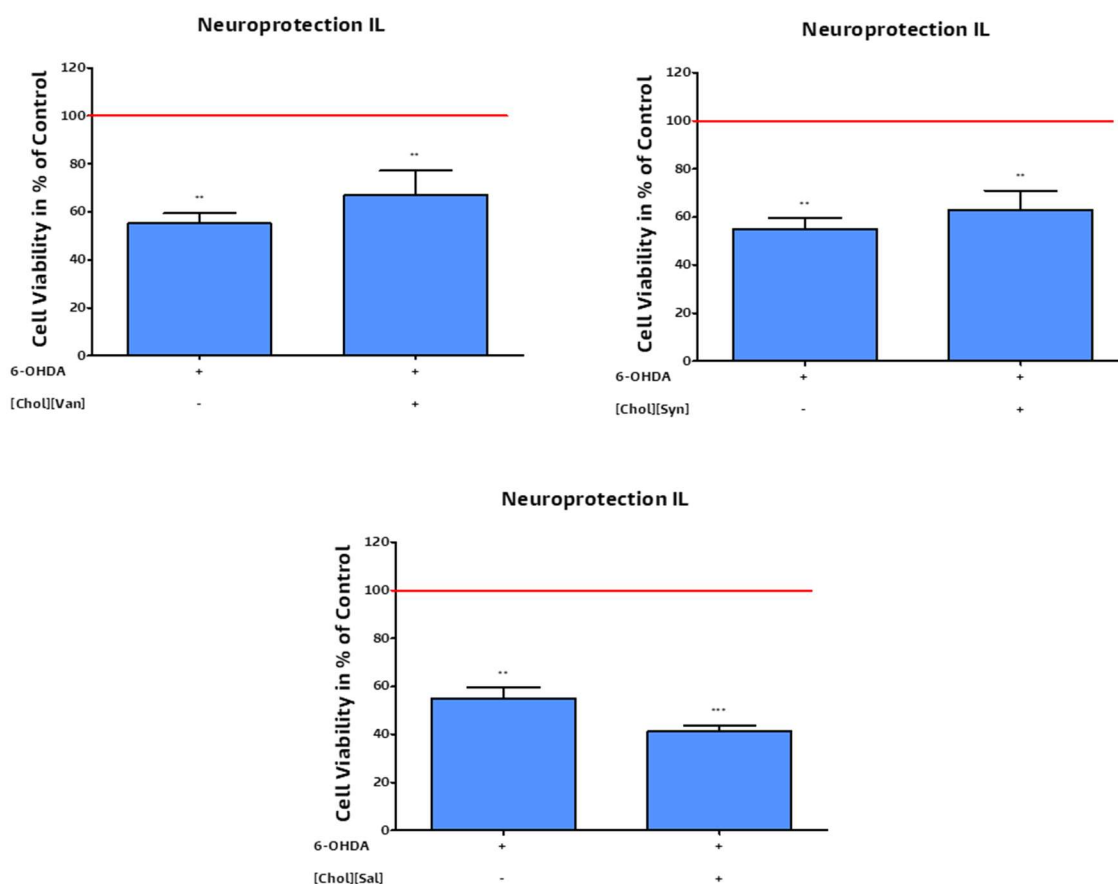 Neuroprotection IL
Cell Viability in % of Control
120
100
80
60
40
20
0
**
**
6-OHDA + +
[Chol][Van] - +
Neuroprotection IL
Cell Viability in % of Control
120
100
80
60
40
20
0
**
**
6-OHDA + +
[Chol][Syn] - +
Neuroprotection IL
Cell Viability in % of Control
120
100
80
60
40
20
0
**
***
6-OHDA + +
[Chol][Sal] - +